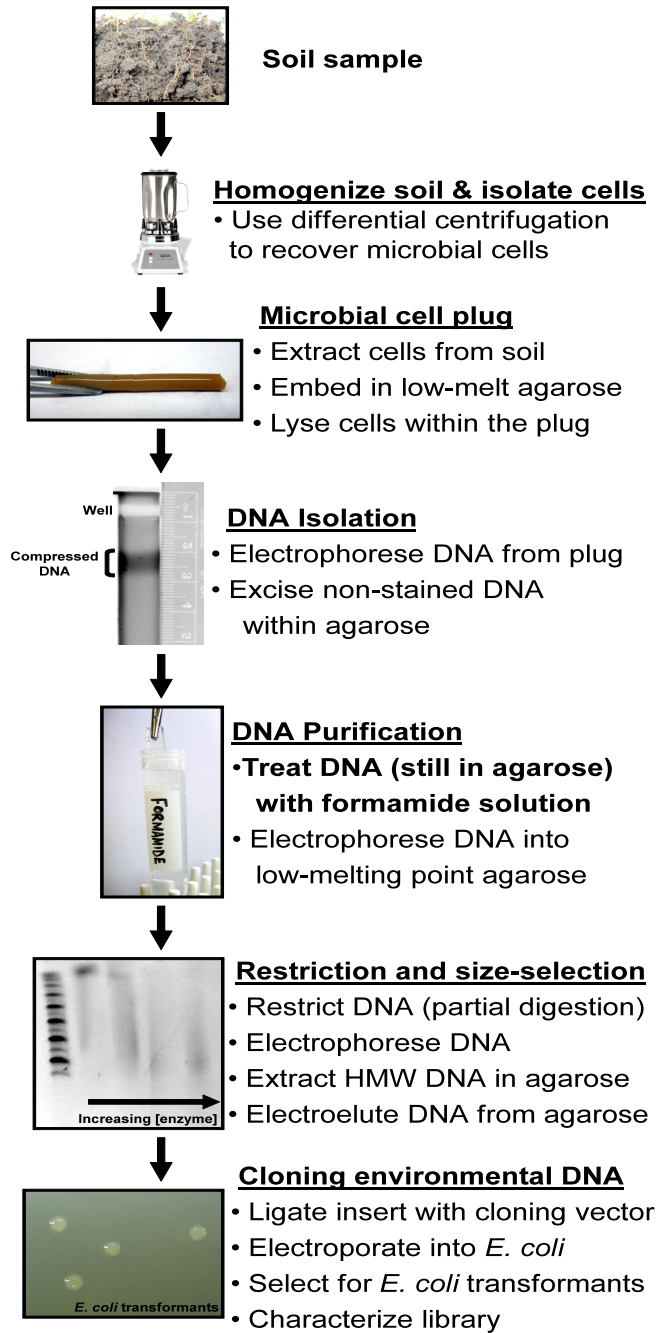 Soil sample
Homogenize soil & isolate cells
• Use differential centrifugation
to recover microbial cells
Microbial cell plug
• Extract cells from soil
• Embed in low-melt agarose
• Lyse cells within the plug
Well
Compressed
DNA
1
2
3
4
5
DNA Isolation
• Electrophorese DNA from plug
• Excise non-stained DNA
within agarose
FORMAMIDE
DNA Purification
•Treat DNA (still in agarose)
with formamide solution
• Electrophorese DNA into
low-melting point agarose
Restriction and size-selection
• Restrict DNA (partial digestion)
• Electrophorese DNA
• Extract HMW DNA in agarose
• Electroelute DNA from agarose
Increasing [enzyme]
Cloning environmental DNA
• Ligate insert with cloning vector
• Electroporate into E. coli
• Select for E. coli transformants
• Characterize library
E. coli transformants